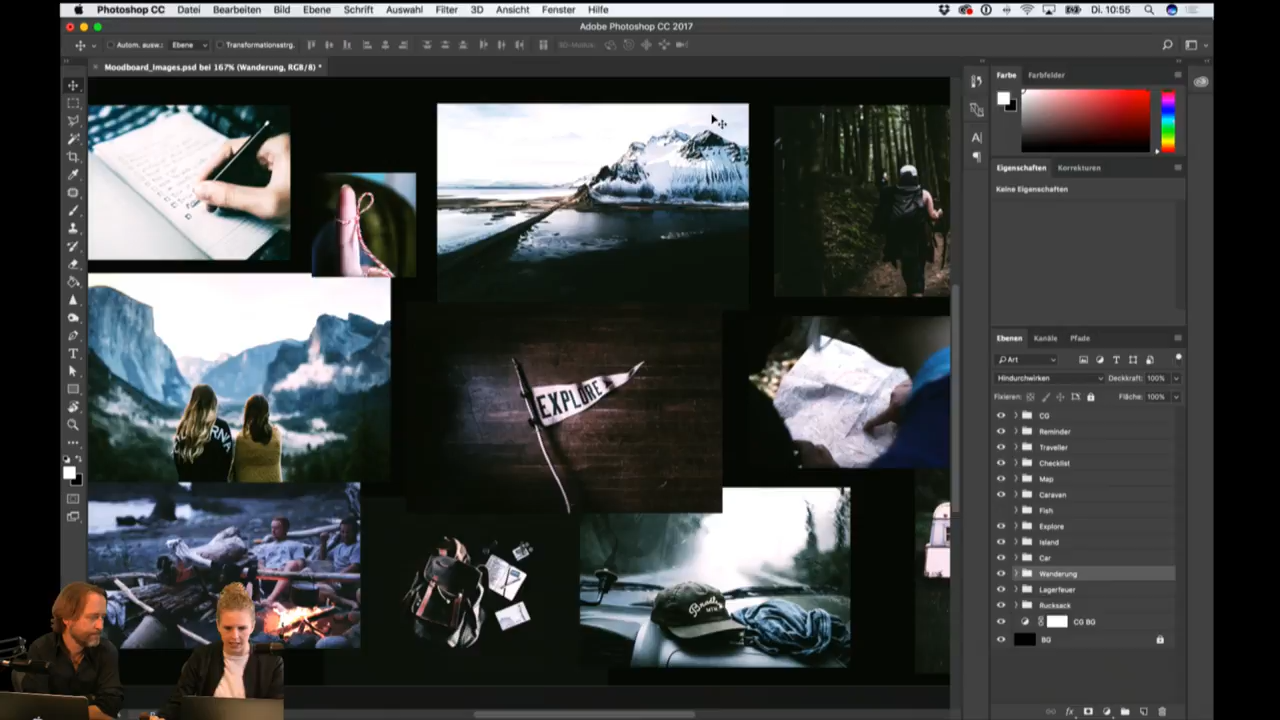 Photoshop CC Datei Bearbeiten Bild Ebene Schrift Auswahl Filter 3D Ansicht Fenster Hilfe Di. 10:55
Adobe Photoshop CC 2017
Autom. ausw.: Ebene Transformationsstrg. 3D-Modus:
Moodboard_Images.psd bei 167% (Wanderung, RGB/8) *
Farbe Farbfelder
Eigenschaften Korrekturen
Keine Eigenschaften
EXPLORE
Ebenen Kanäle Pfade
Art
Hindurchwirken Deckkraft: 100%
Fixieren: Fläche: 100%
CG
Reminder
Traveller
Checklist
Map
Caravan
Fish
Explore
Island
Car
Wanderung
Lagerfeuer
Rucksack
CG BG
BG